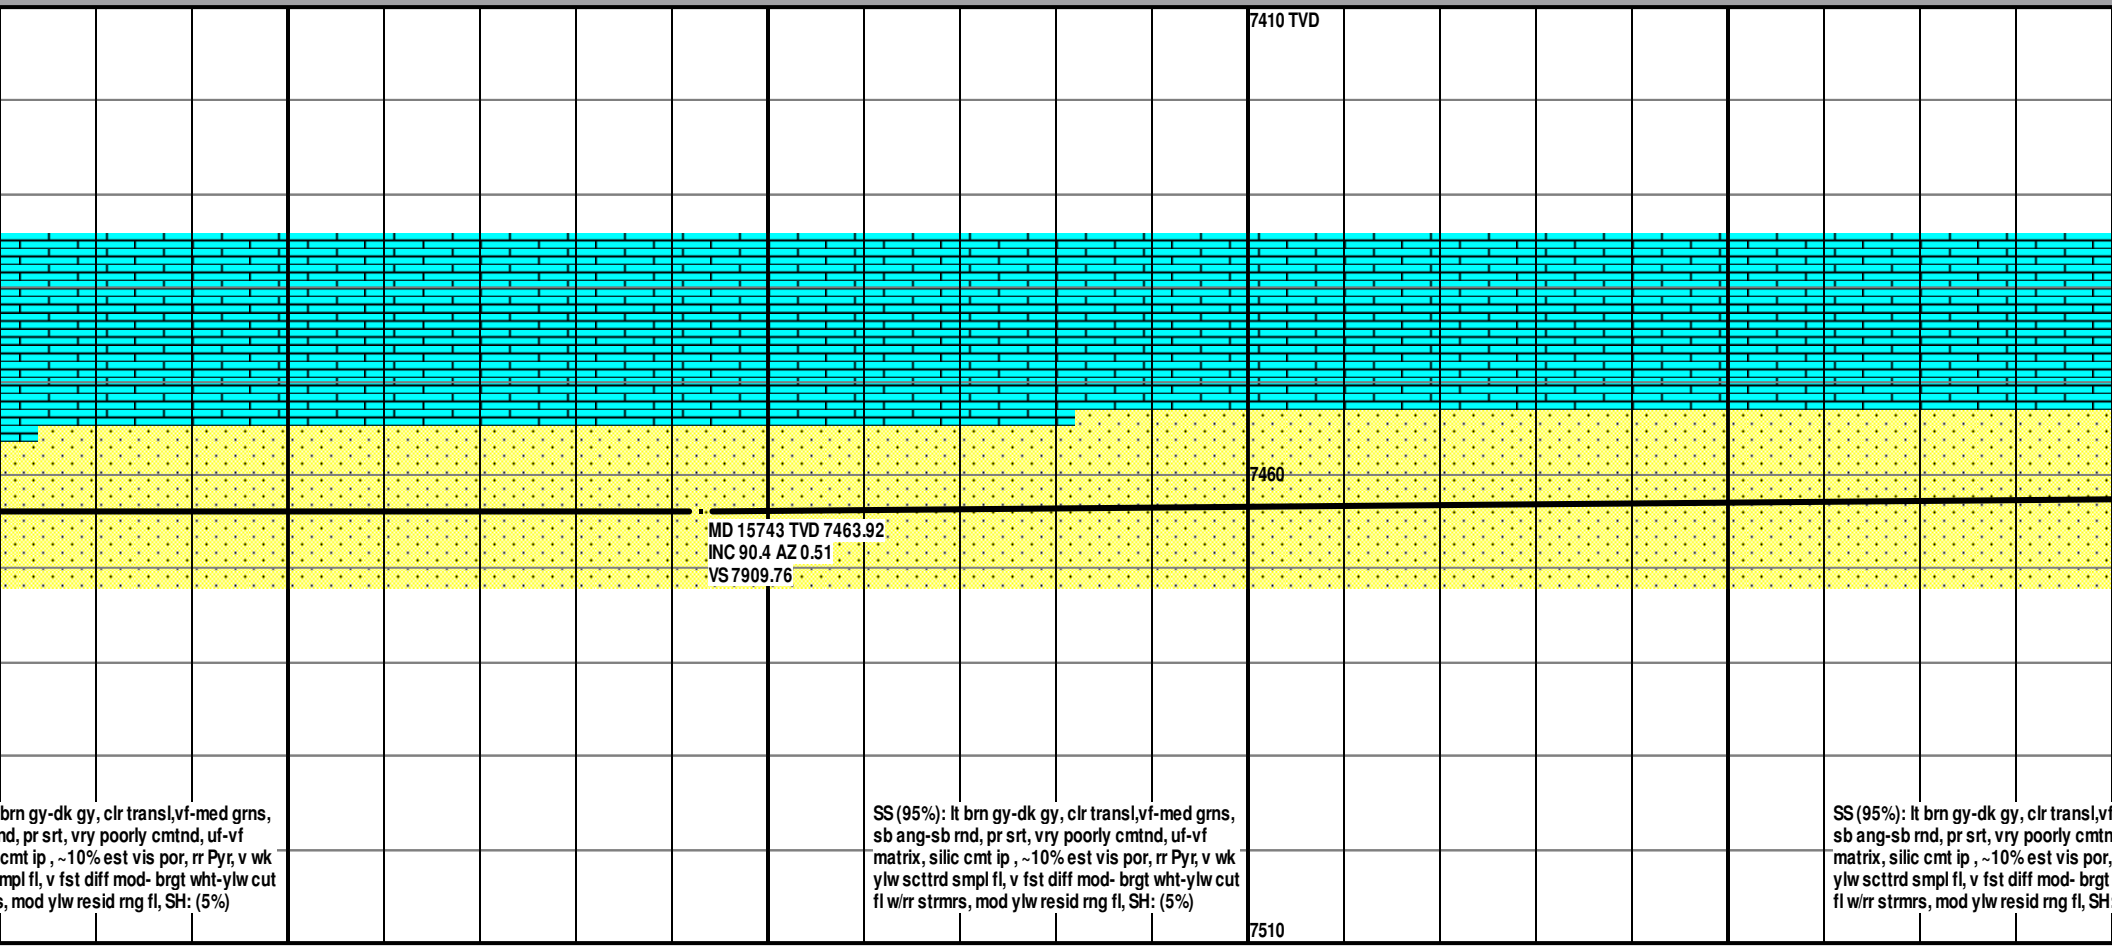 7410 TVD
7460
MD 15743 TVD 7463.92
INC 90.4 AZ 0.51
VS 7909.76
brn gy-dk gy, clr transl,vf-med grns,
nd, pr srt, vry poorly cmtnd, uf-vf
cmt ip , ~10% est vis por, rr Pyr, v wk
mpl fl, v fst diff mod- brgt wht-ylw cut
s, mod ylw resid rng fl, SH: (5%)
SS (95%): lt brn gy-dk gy, clr transl,vf-med grns,
sb ang-sb rnd, pr srt, vry poorly cmtnd, uf-vf
matrix, silic cmt ip , ~10% est vis por, rr Pyr, v wk
ylw scttrd smpl fl, v fst diff mod- brgt wht-ylw cut
fl w/rr strmrs, mod ylw resid rng fl, SH: (5%)
SS (95%): lt brn gy-dk gy, clr transl,vf
sb ang-sb rnd, pr srt, vry poorly cmtn
matrix, silic cmt ip , ~10% est vis por,
ylw scttrd smpl fl, v fst diff mod- brgt
fl w/rr strmrs, mod ylw resid rng fl, SH
7510